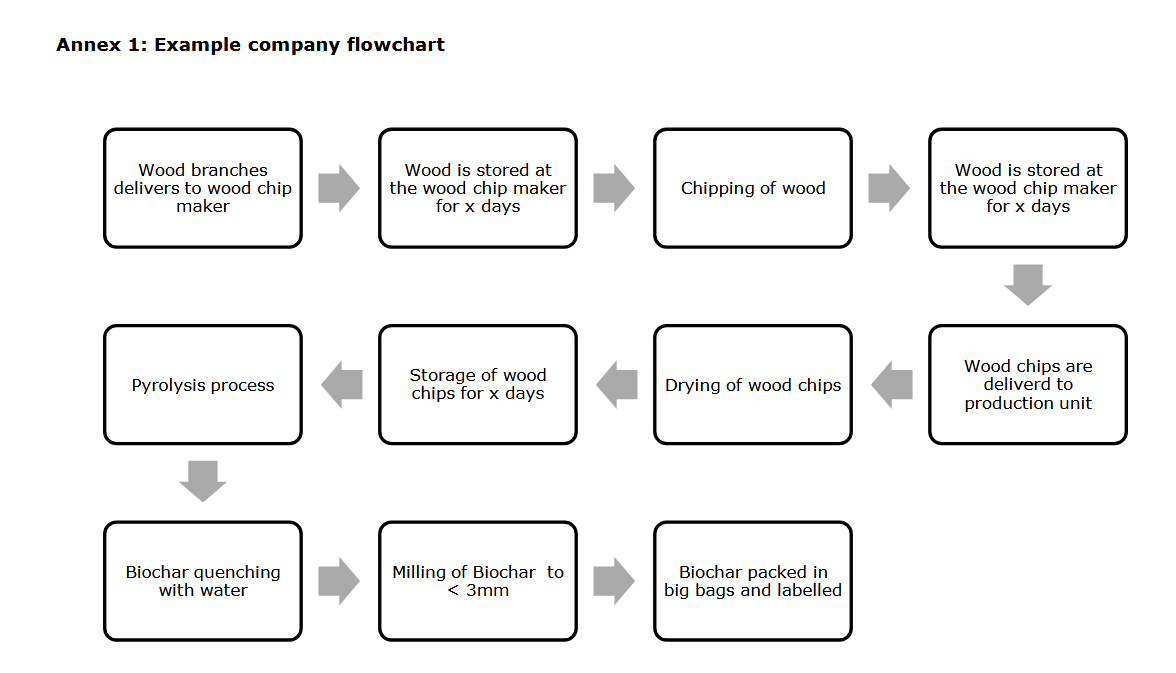 Annex 1: Example company flowchart
Wood branches
delivers to wood chip
maker
Wood is stored at
the wood chip maker
for x days
Chipping of wood
Wood is stored at
the wood chip maker
for x days
Wood chips are
deliverd to
production unit
Drying of wood chips
Storage of wood
chips for x days
Pyrolysis process
Biochar quenching
with water
Milling of Biochar  to
< 3mm
Biochar packed in
big bags and labelled